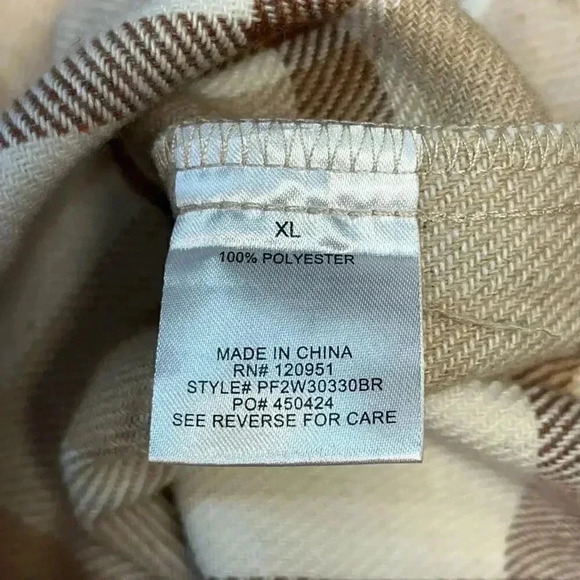 XL
100% POLYESTER
MADE IN CHINA
RN# 120951
STYLE# PF2W30330BR
PO# 450424
SEE REVERSE FOR CARE